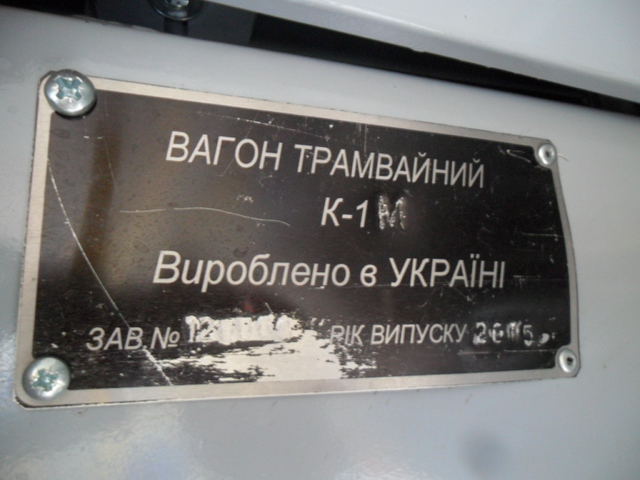 ВАГОН ТРАМВАЙНИЙ
К-1М
Вироблено в УКРАЇНІ
ЗАВ.№ РІК ВИПУСКУ